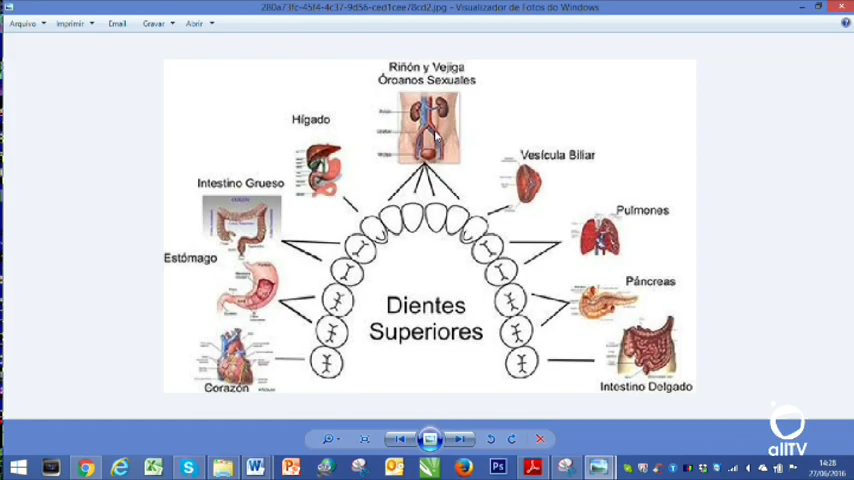 280a73fc-45f4-4c37-9d56-ced1cee78cd2.jpg - Visualizador de Fotos do Windows
Arquivo Imprimir Email Gravar Abrir
Riñón y Vejiga
Óroanos Sexuales
Hígado
Vesícula Biliar
Intestino Grueso
Pulmones
Estómago
Páncreas
Dientes
Superiores
Corazón
Intestino Delgado
allTV
14:28
27/06/2016